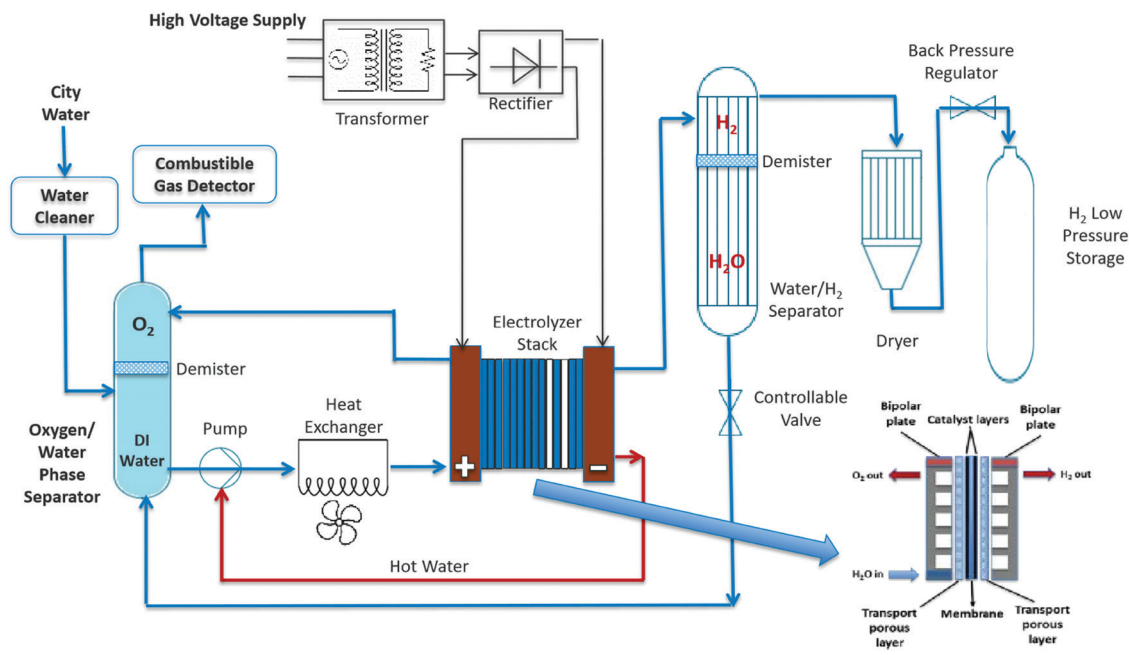 High Voltage Supply
Transformer
Rectifier
Back Pressure
Regulator
City
Water
Water
Cleaner
Combustible
Gas Detector
H₂
Demister
H₂O
Water/H₂
Separator
Dryer
H₂ Low
Pressure
Storage
O₂
Demister
DI
Water
Oxygen/
Water
Phase
Separator
Pump
Heat
Exchanger
Electrolyzer
Stack
+
−
Hot Water
Controllable
Valve
Bipolar
plate
Catalyst layers
Bipolar
plate
O₂ out
H₂ out
H₂O in
Transport
porous
layer
Membrane
Transport
porous
layer